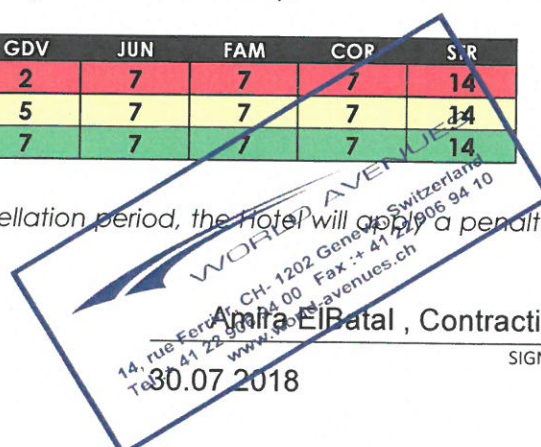 GDV JUN FAM COR STR
2 7 7 7 14
5 7 7 7 14
7 7 7 7 14
ellation period, the Hotel will apply a penalt
WORLD AVENUES
14, rue Ferrier, CH- 1202 Geneva, Switzerland
Tel :+ 41 22 906 94 00 Fax :+ 41 22 906 94 10
www.world-avenues.ch
Amira ElBatal , Contracti
SIGN
30.07.2018